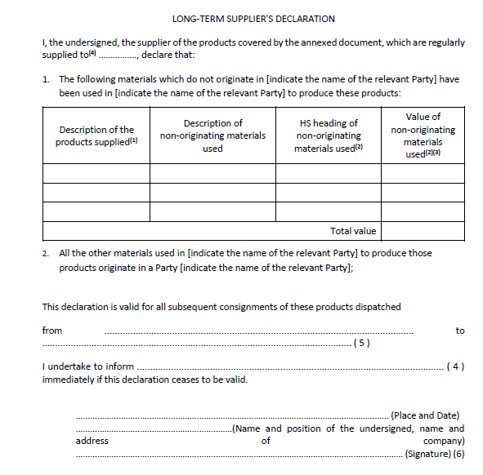 LONG-TERM SUPPLIER'S DECLARATION
I, the undersigned, the supplier of the products covered by the annexed document, which are regularly
supplied to(4) ................, declare that:
1. The following materials which do not originate in [indicate the name of the relevant Party] have
been used in [indicate the name of the relevant Party] to produce these products:
Description of the
products supplied(1)
Description of
non-originating materials
used
HS heading of
non-originating
materials used(2)
Value of
non-originating
materials
used(2)(3)
Total value
2. All the other materials used in [indicate the name of the relevant Party] to produce those
products originate in a Party [indicate the name of the relevant Party];
This declaration is valid for all subsequent consignments of these products dispatched
from ................................................................ to
................................................................ ( 5 )
I undertake to inform ................................................................ ( 4 )
immediately if this declaration ceases to be valid.
................................................................ (Place and Date)
................................................(Name and position of the undersigned, name and
address of company)
................................................................ (Signature) (6)